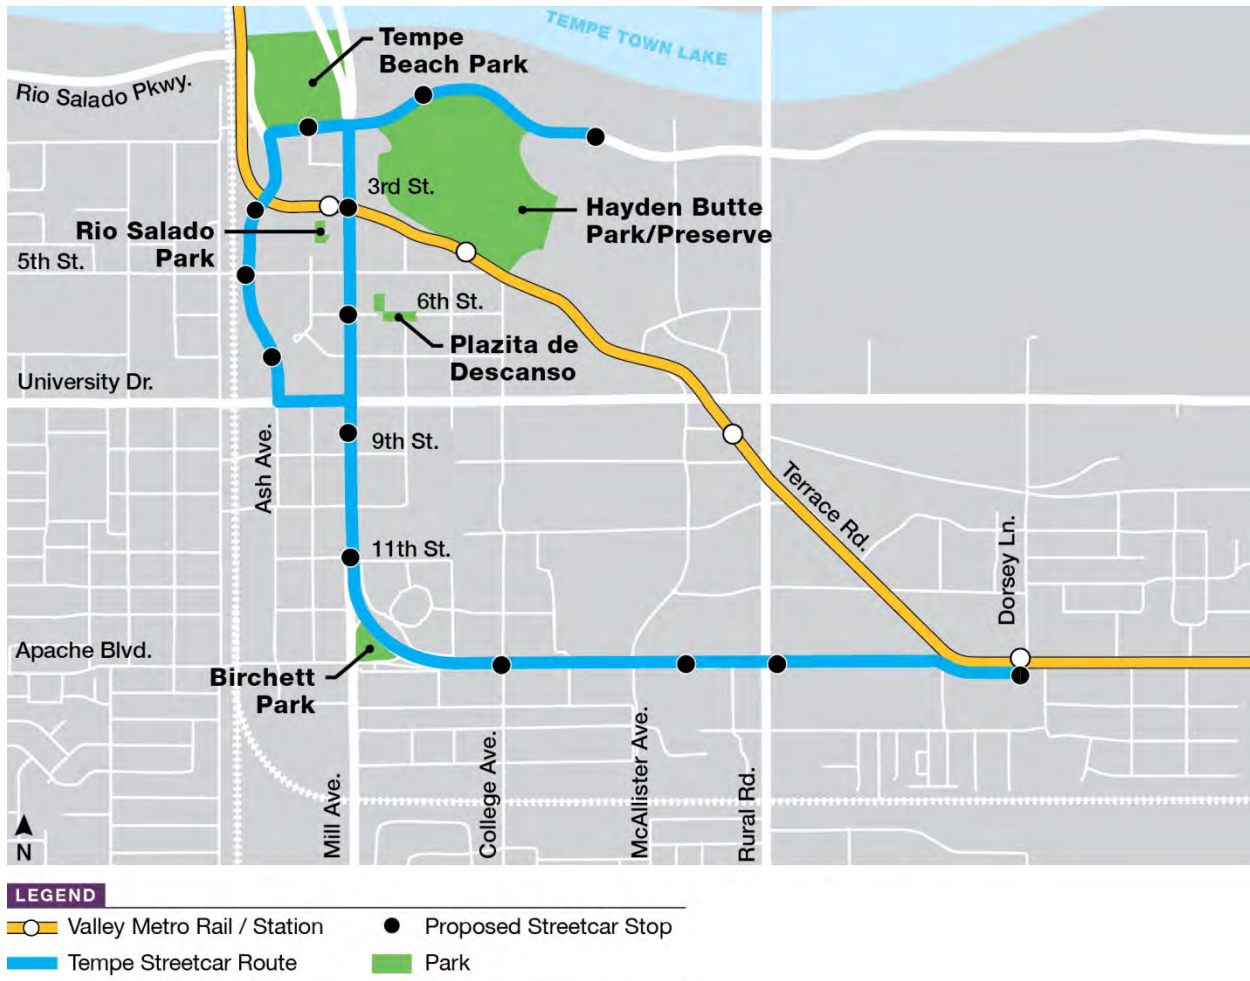 TEMPE TOWN LAKE
Tempe
Beach Park
Rio Salado Pkwy.
3rd St.
Hayden Butte
Park/Preserve
Rio Salado
Park
5th St.
6th St.
Plazita de
Descanso
University Dr.
9th St.
Ash Ave.
Terrace Rd.
11th St.
Dorsey Ln.
Apache Blvd.
Birchett
Park
Mill Ave.
College Ave.
McAllister Ave.
Rural Rd.
N
LEGEND
Valley Metro Rail / Station
Proposed Streetcar Stop
Tempe Streetcar Route
Park